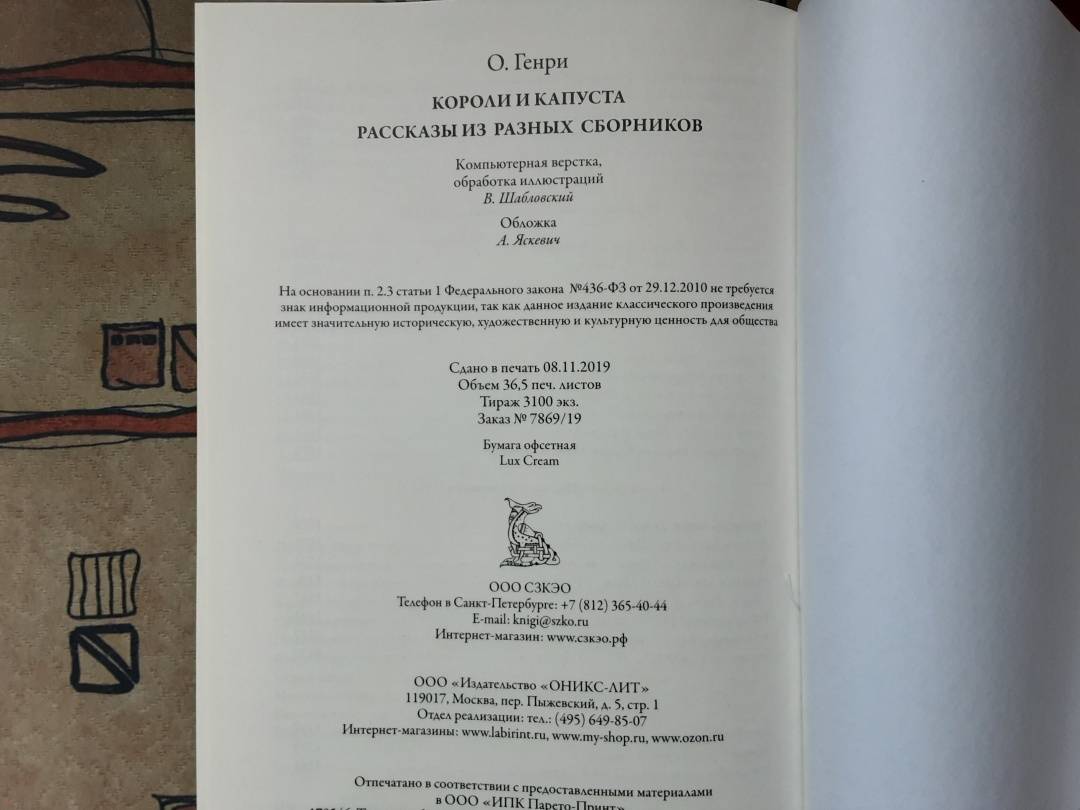 О. Генри
КОРОЛИ И КАПУСТА
РАССКАЗЫ ИЗ РАЗНЫХ СБОРНИКОВ
Компьютерная верстка,
обработка иллюстраций
В. Шабловский
Обложка
А. Яскевич
На основании п. 2.3 статьи 1 Федерального закона №436-ФЗ от 29.12.2010 не требуется
знак информационной продукции, так как данное издание классического произведения
имеет значительную историческую, художественную и культурную ценность для общества
Сдано в печать 08.11.2019
Объем 36,5 печ. листов
Тираж 3100 экз.
Заказ № 7869/19
Бумага офсетная
Lux Cream
ООО СЗКЭО
Телефон в Санкт-Петербурге: +7 (812) 365-40-44
E-mail: knigi@szko.ru
Интернет-магазин: www.сзкэо.рф
ООО «Издательство «ОНИКС-ЛИТ»
119017, Москва, пер. Пыжевский, д. 5, стр. 1
Отдел реализации: тел.: (495) 649-85-07
Интернет-магазины: www.labirint.ru, www.my-shop.ru, www.ozon.ru
Отпечатано в соответствии с предоставленными материалами
в ООО «ИПК Парето-Принт»